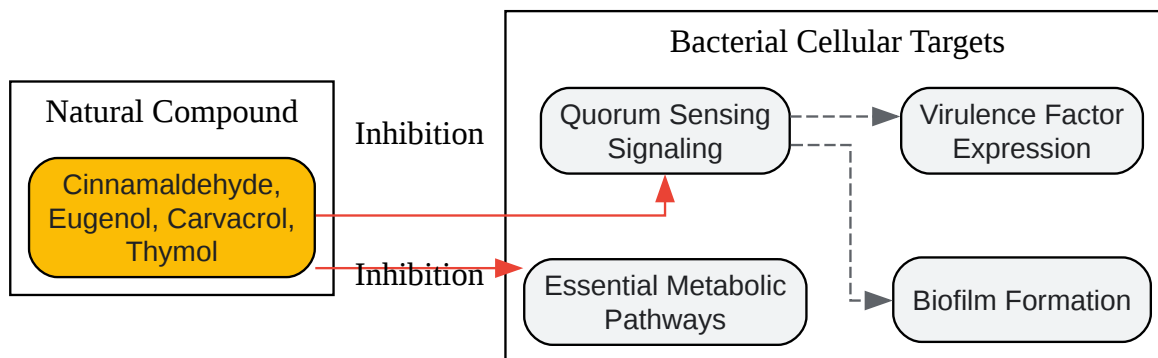 Bacterial Cellular Targets
Natural Compound
Inhibition
Quorum Sensing
Signaling
Virulence Factor
Expression
Cinnamaldehyde,
Eugenol, Carvacrol,
Thymol
Inhibition
Essential Metabolic
Pathways
Biofilm Formation